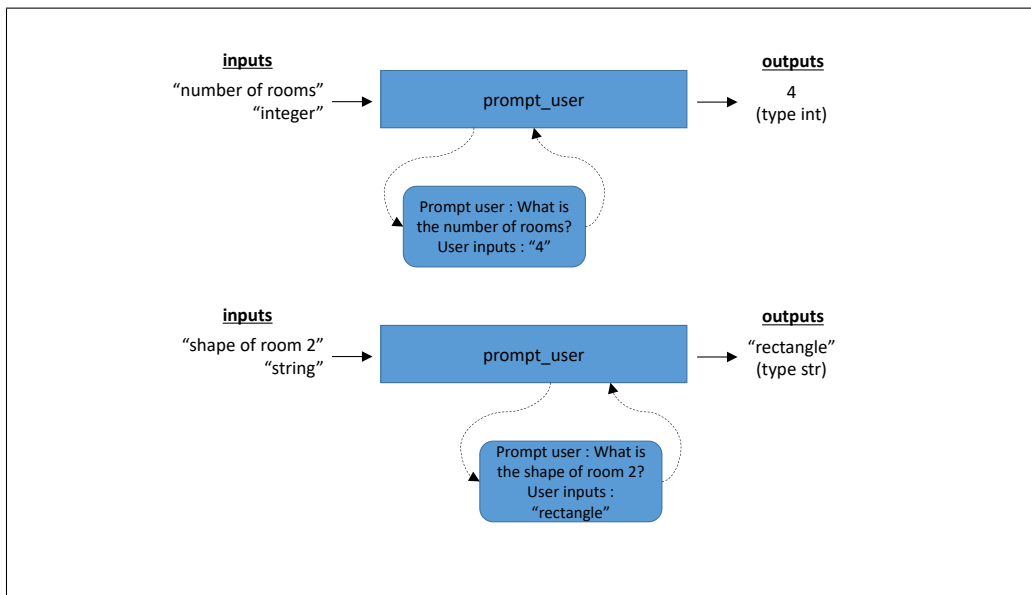 inputs
“number of rooms”
“integer”
prompt_user
outputs
4
(type int)
Prompt user : What is
the number of rooms?
User inputs : “4”
inputs
“shape of room 2”
“string”
prompt_user
outputs
“rectangle”
(type str)
Prompt user : What is
the shape of room 2?
User inputs :
“rectangle”